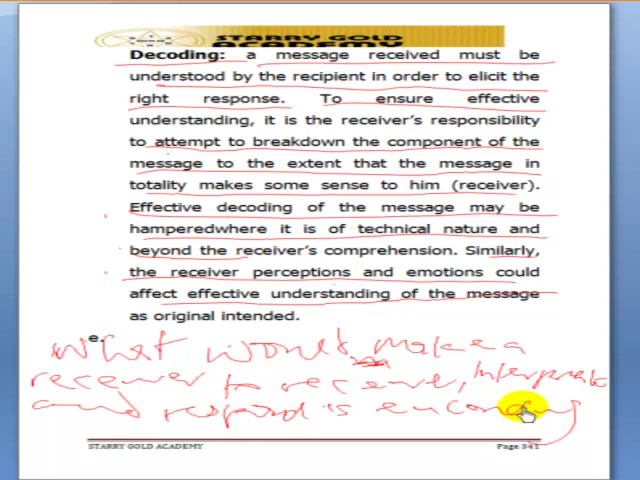 STARRY GOLD
ACADEMY
Decoding: a message received must be
understood by the recipient in order to elicit the
right response. To ensure effective
understanding, it is the receiver's responsibility
to attempt to breakdown the component of the
message to the extent that the message in
totality makes some sense to him (receiver).
Effective decoding of the message may be
hamperedwhere it is of technical nature and
beyond the receiver's comprehension. Similarly,
the receiver perceptions and emotions could
affect effective understanding of the message
as original intended.
e.
What make a
receiver to receive, interprete
and respond is
STARRY GOLD ACADEMY Page 341